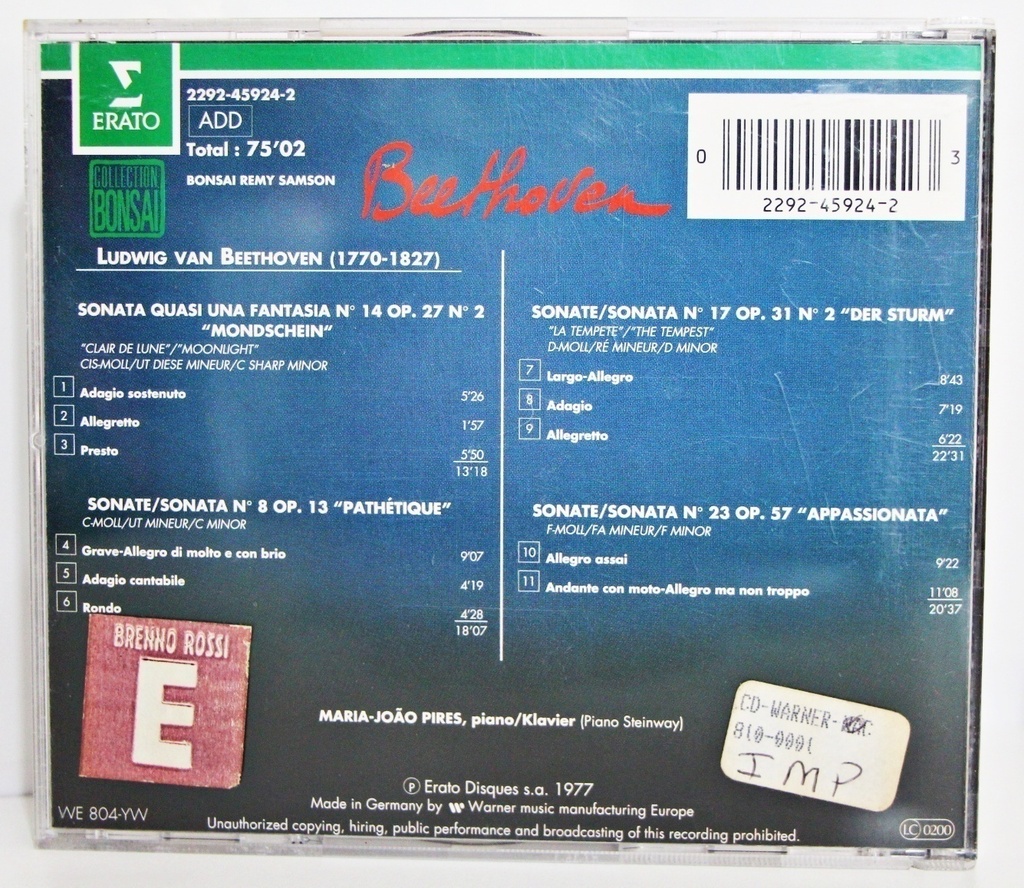 ERATO
2292-45924-2
ADD
Total : 75'02
BONSAI REMY SAMSON
COLLECTION
BONSAI
Beethoven
0 3
2292-45924-2
LUDWIG VAN BEETHOVEN (1770-1827)
SONATA QUASI UNA FANTASIA N° 14 OP. 27 N° 2
"MONDSCHEIN"
"CLAIR DE LUNE"/"MOONLIGHT"
CIS-MOLL/UT DIESE MINEUR/C SHARP MINOR
1 Adagio sostenuto 5'26
2 Allegretto 1'57
3 Presto 5'50
13'18
SONATE/SONATA N° 8 OP. 13 "PATHÉTIQUE"
C-MOLL/UT MINEUR/C MINOR
4 Grave-Allegro di molto e con brio 9'07
5 Adagio cantabile 4'19
6 Rondo 4'28
18'07
SONATE/SONATA N° 17 OP. 31 N° 2 "DER STURM"
"LA TEMPETE"/"THE TEMPEST"
D-MOLL/RÉ MINEUR/D MINOR
7 Largo-Allegro 8'43
8 Adagio 7'19
9 Allegretto 6'22
22'31
SONATE/SONATA N° 23 OP. 57 "APPASSIONATA"
F-MOLL/FA MINEUR/F MINOR
10 Allegro assai 9'22
11 Andante con moto-Allegro ma non troppo 11'08
20'37
BRENNO ROSSI
E
MARIA-JOÃO PIRES, piano/Klavier (Piano Steinway)
CD-WARNER-
810-0001
IMP
℗ Erato Disques s.a. 1977
Made in Germany by Warner music manufacturing Europe
Unauthorized copying, hiring, public performance and broadcasting of this recording prohibited.
WE 804-YW
LC 0200